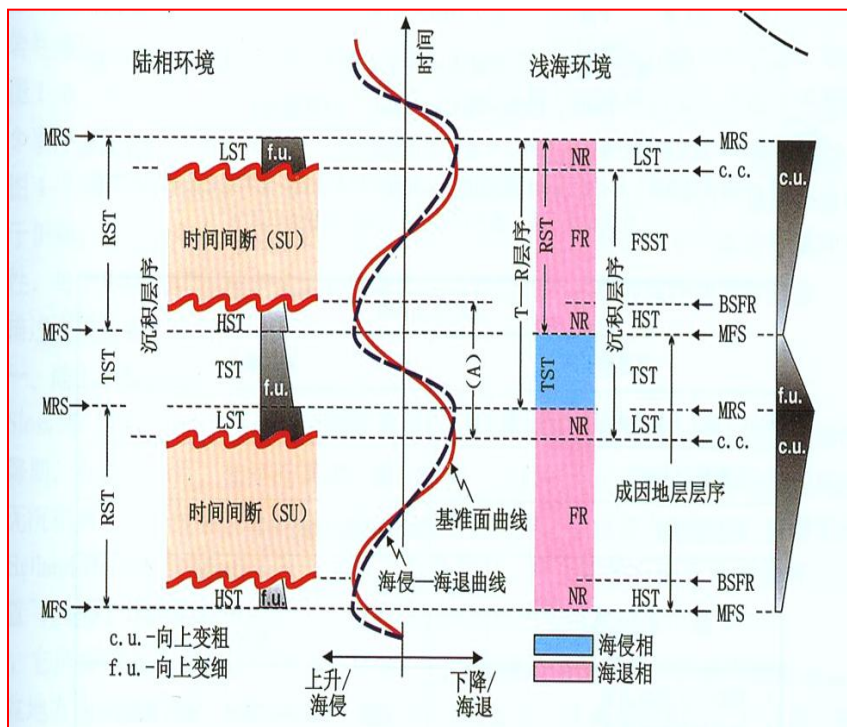 时间
陆相环境
浅海环境
MRS
LST
f.u.
NR
LST
MRS
c.c.
c.u.
RST
沉积层序
时间间断（SU）
T—R层序
RST
FR
沉积层序
FSST
HST
NR
BSFR
HST
MFS
MFS
TST
TST
f.u.
(A)
TST
TST
f.u.
MRS
LST
NR
LST
MRS
c.c.
c.u.
RST
时间间断（SU）
基准面曲线
FR
成因地层层序
海侵—海退曲线
HST
f.u.
NR
BSFR
HST
MFS
MFS
c.u.-向上变粗
f.u.-向上变细
上升/
海侵
下降/
海退
海侵相
海退相